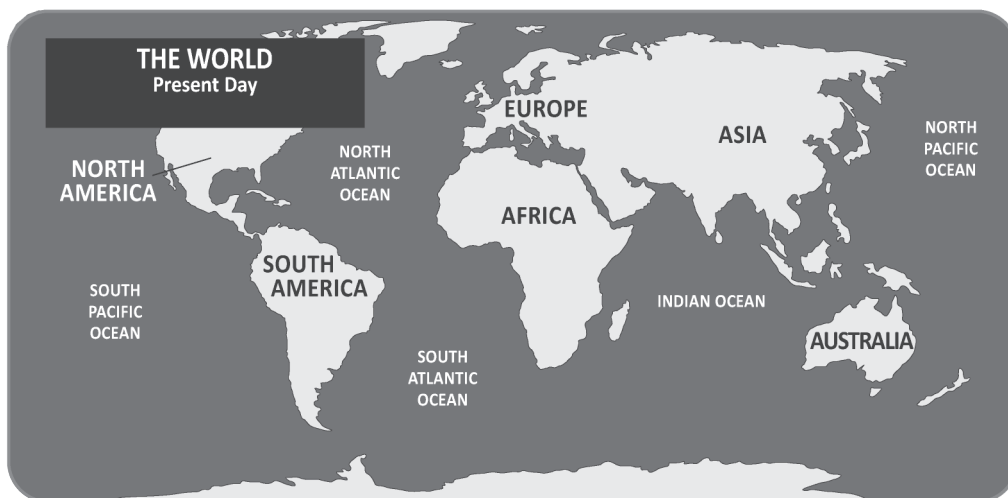 THE WORLD
Present Day
NORTH
AMERICA
NORTH
ATLANTIC
OCEAN
EUROPE
ASIA
NORTH
PACIFIC
OCEAN
AFRICA
SOUTH
AMERICA
SOUTH
PACIFIC
OCEAN
SOUTH
ATLANTIC
OCEAN
INDIAN OCEAN
AUSTRALIA